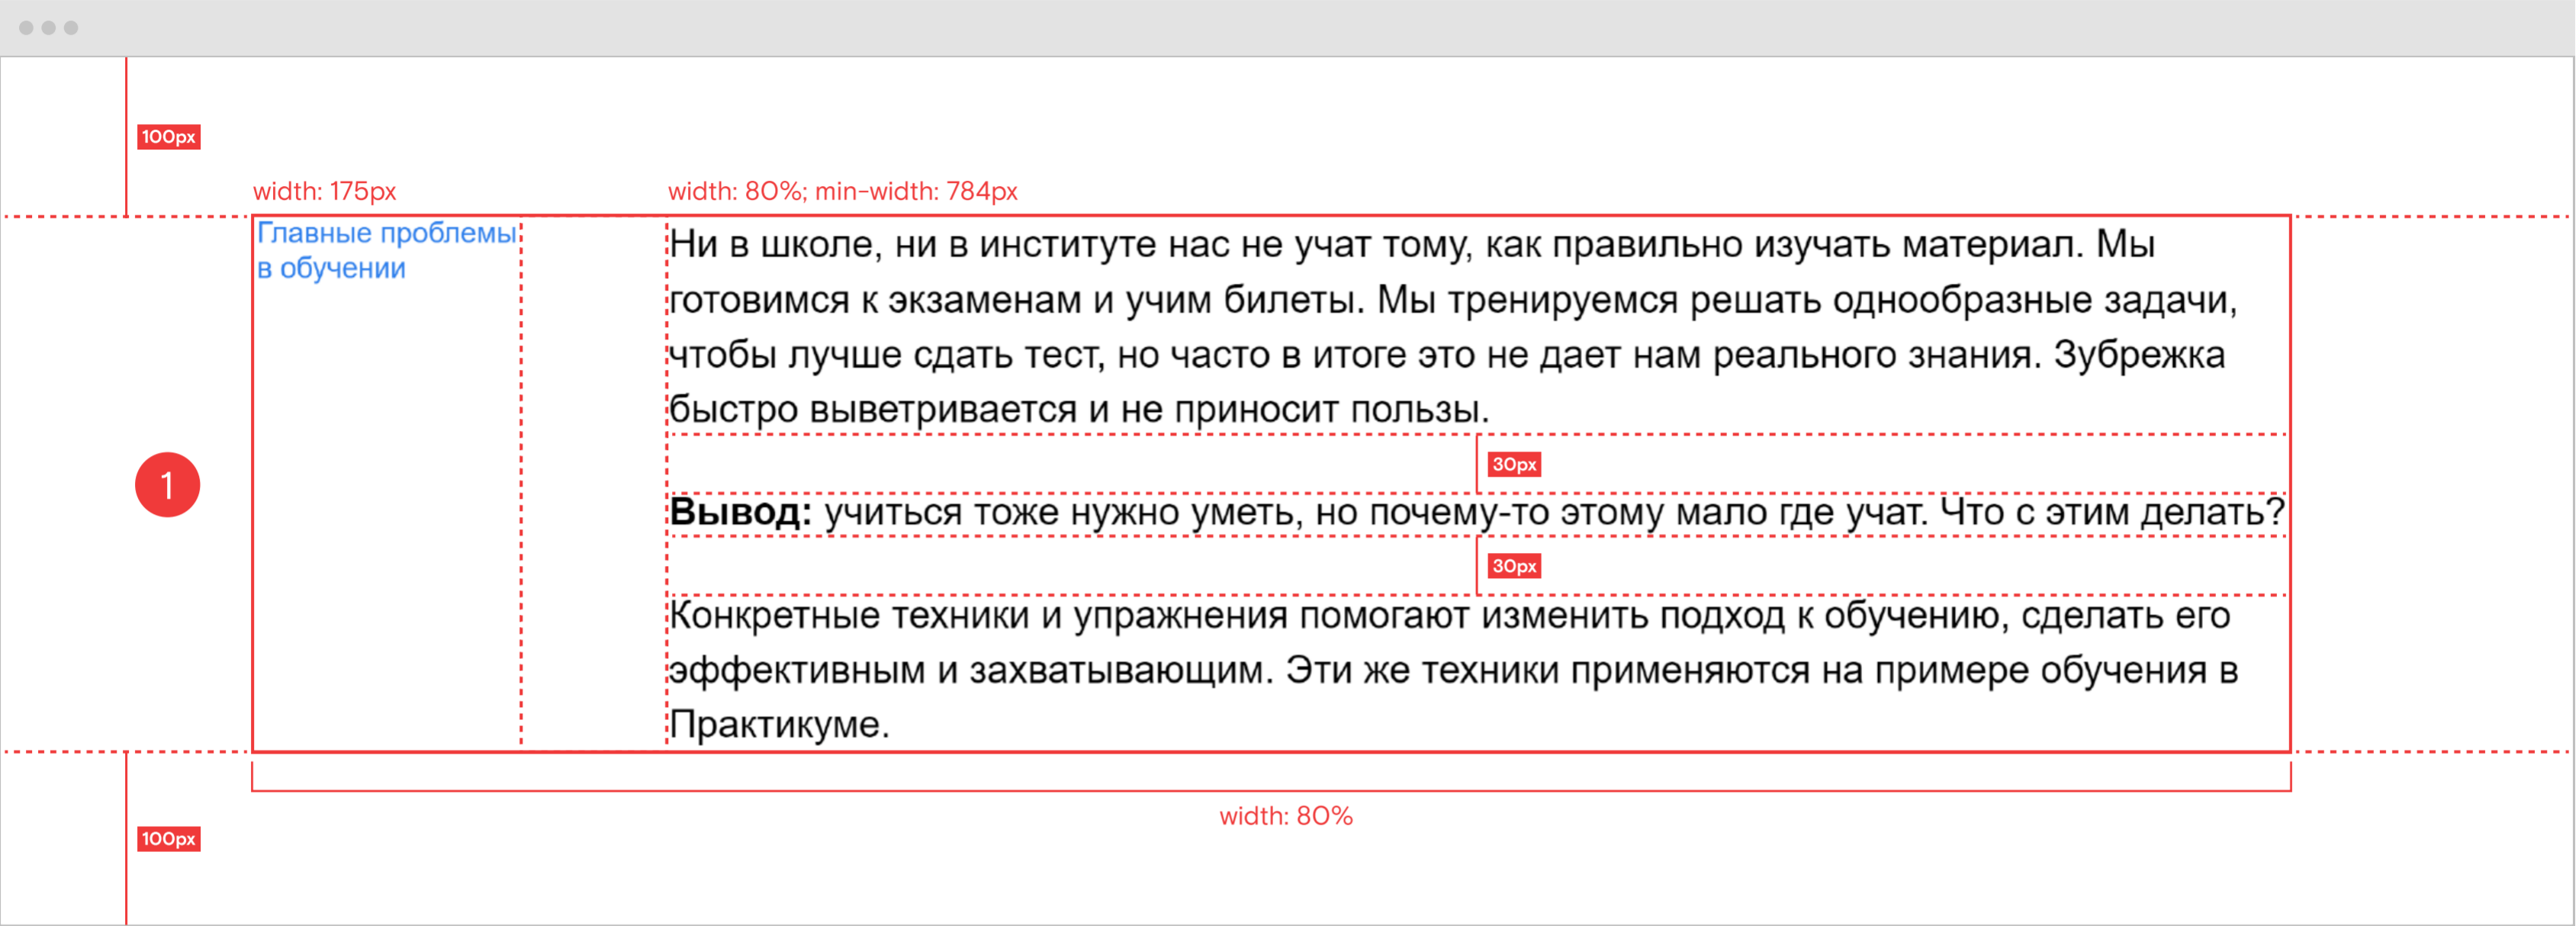 100px
width: 175px
width: 80%; min-width: 784px
Главные проблемы
в обучении
Ни в школе, ни в институте нас не учат тому, как правильно изучать материал. Мы
готовимся к экзаменам и учим билеты. Мы тренируемся решать однообразные задачи,
чтобы лучше сдать тест, но часто в итоге это не дает нам реального знания. Зубрежка
быстро выветривается и не приносит пользы.
30px
1
Вывод: учиться тоже нужно уметь, но почему-то этому мало где учат. Что с этим делать?
30px
Конкретные техники и упражнения помогают изменить подход к обучению, сделать его
эффективным и захватывающим. Эти же техники применяются на примере обучения в
Практикуме.
width: 80%
100px